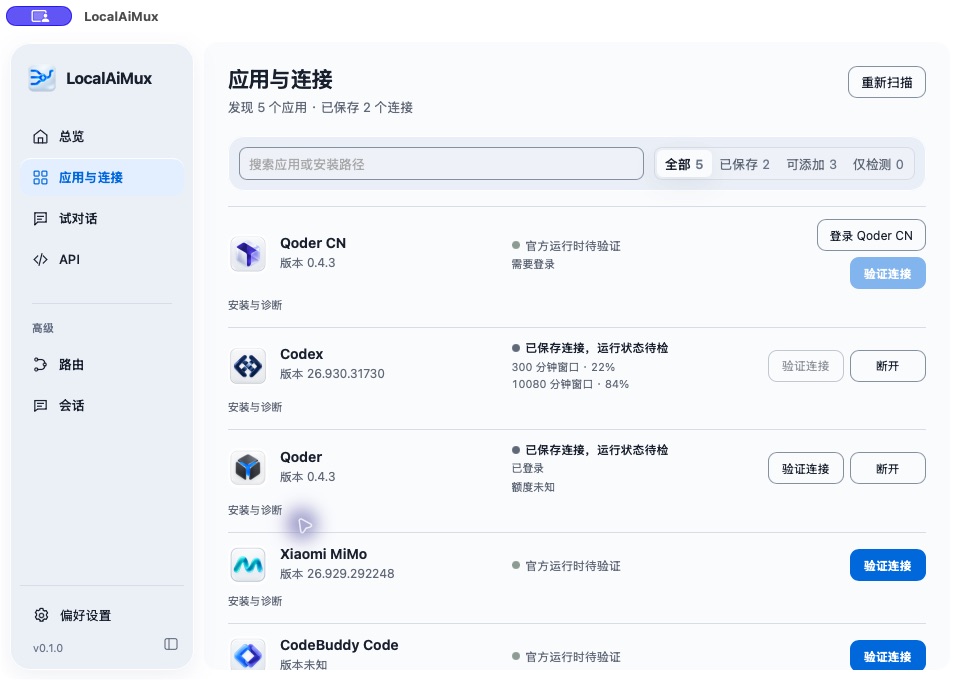 LocalAiMux
LocalAiMux
总览
应用与连接
试对话
API
高级
路由
会话
偏好设置
v0.1.0
应用与连接
发现 5 个应用 · 已保存 2 个连接
重新扫描
搜索应用或安装路径
全部 5 已保存 2 可添加 3 仅检测 0
Qoder CN
版本 0.4.3
官方运行时待验证
需要登录
登录 Qoder CN
验证连接
安装与诊断
Codex
版本 26.930.31730
已保存连接，运行状态待检
300 分钟窗口 · 22%
10080 分钟窗口 · 84%
验证连接 断开
安装与诊断
Qoder
版本 0.4.3
已保存连接，运行状态待检
已登录
额度未知
验证连接 断开
安装与诊断
Xiaomi MiMo
版本 26.929.292248
官方运行时待验证
验证连接
安装与诊断
CodeBuddy Code
版本未知
官方运行时待验证
验证连接